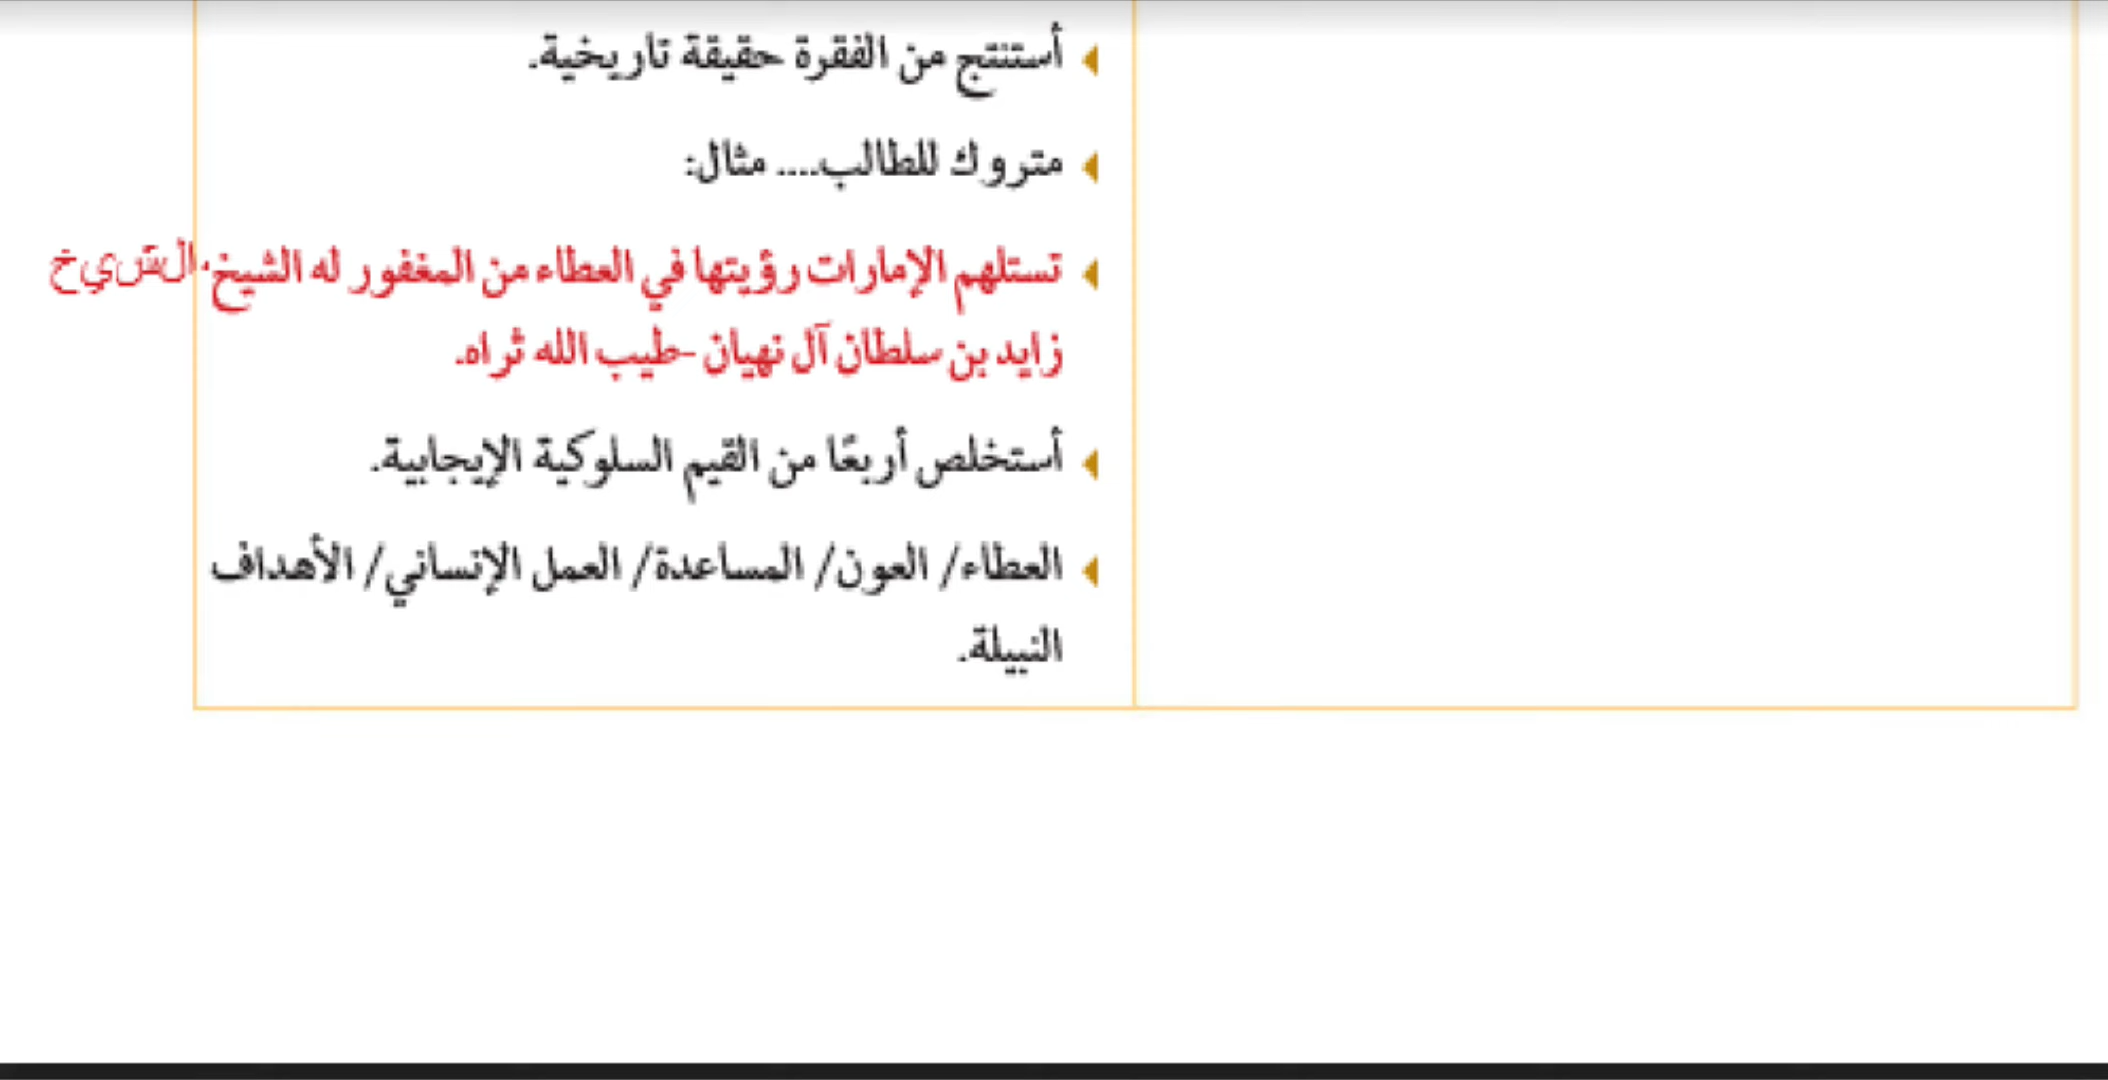 أستنتج من الفقرة حقيقة تاريخية.
متروك للطالب.... مثال:
تستلهم الإمارات رؤيتها في العطاء من المغفور له الشيخ، الشيخ
زايد بن سلطان آل نهيان -طيب الله ثراه.
أستخلص أربعًا من القيم السلوكية الإيجابية.
العطاء/ العون/ المساعدة/ العمل الإنساني/ الأهداف
النبيلة.